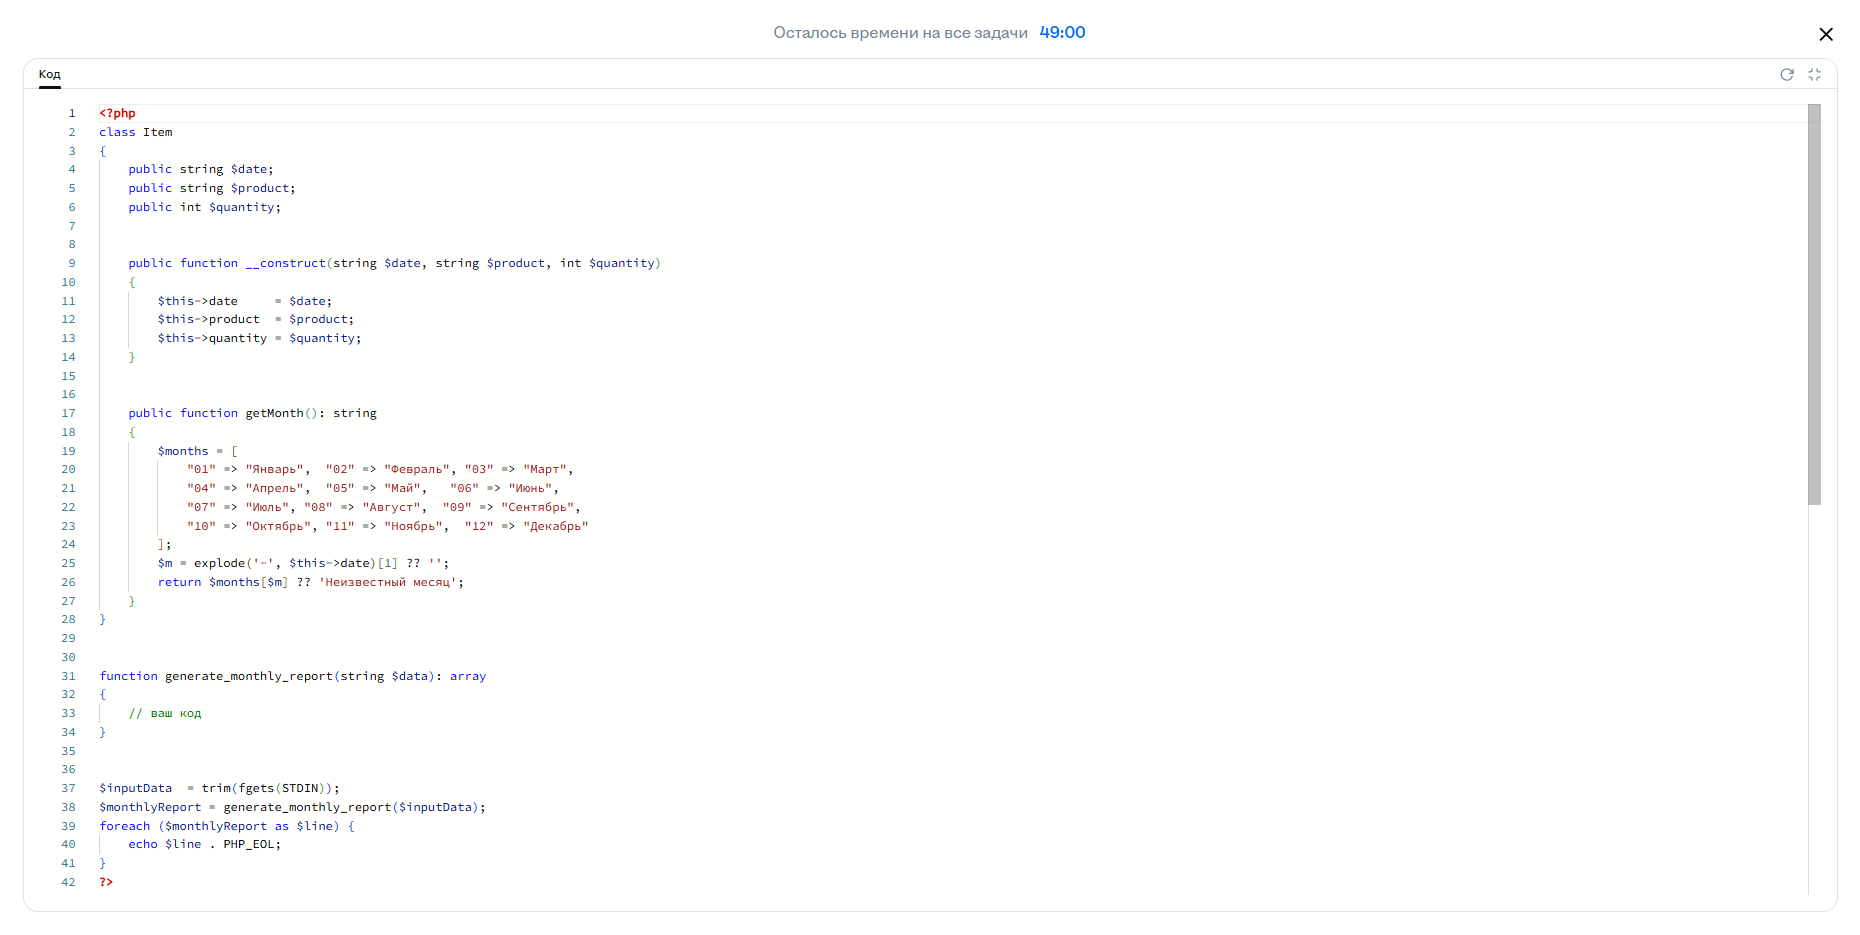 Осталось времени на все задачи 49:00
Код
1 <?php
2 class Item
3 {
4 public string $date;
5 public string $product;
6 public int $quantity;
7
8
9 public function __construct(string $date, string $product, int $quantity)
10 {
11 $this->date     = $date;
12 $this->product  = $product;
13 $this->quantity = $quantity;
14 }
15
16
17 public function getMonth(): string
18 {
19 $months = [
20 "01" => "Январь",  "02" => "Февраль", "03" => "Март",
21 "04" => "Апрель",  "05" => "Май",   "06" => "Июнь",
22 "07" => "Июль", "08" => "Август",  "09" => "Сентябрь",
23 "10" => "Октябрь", "11" => "Ноябрь",  "12" => "Декабрь"
24 ];
25 $m = explode('-', $this->date)[1] ?? '';
26 return $months[$m] ?? 'Неизвестный месяц';
27 }
28 }
29
30
31 function generate_monthly_report(string $data): array
32 {
33 // ваш код
34 }
35
36
37 $inputData  = trim(fgets(STDIN));
38 $monthlyReport = generate_monthly_report($inputData);
39 foreach ($monthlyReport as $line) {
40 echo $line . PHP_EOL;
41 }
42 ?>